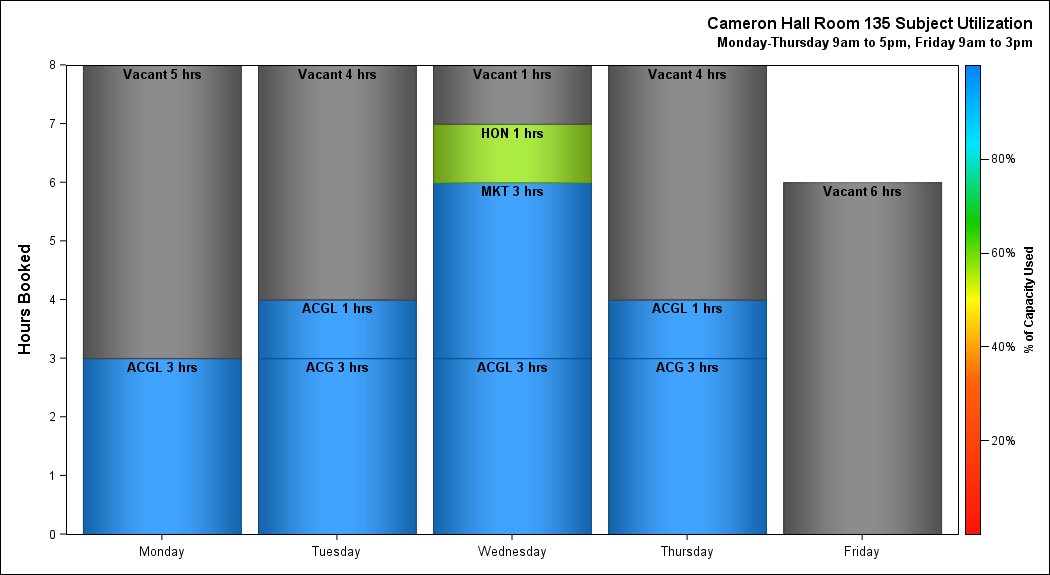 Cameron Hall Room 135 Subject Utilization
Monday-Thursday 9am to 5pm, Friday 9am to 3pm
Hours Booked
8
7
6
5
4
3
2
1
0
Vacant 5 hrs
ACGL 3 hrs
Vacant 4 hrs
ACGL 1 hrs
ACG 3 hrs
Vacant 1 hrs
HON 1 hrs
MKT 3 hrs
ACGL 3 hrs
Vacant 4 hrs
ACGL 1 hrs
ACG 3 hrs
Vacant 6 hrs
Monday
Tuesday
Wednesday
Thursday
Friday
80%
60%
40%
20%
% of Capacity Used